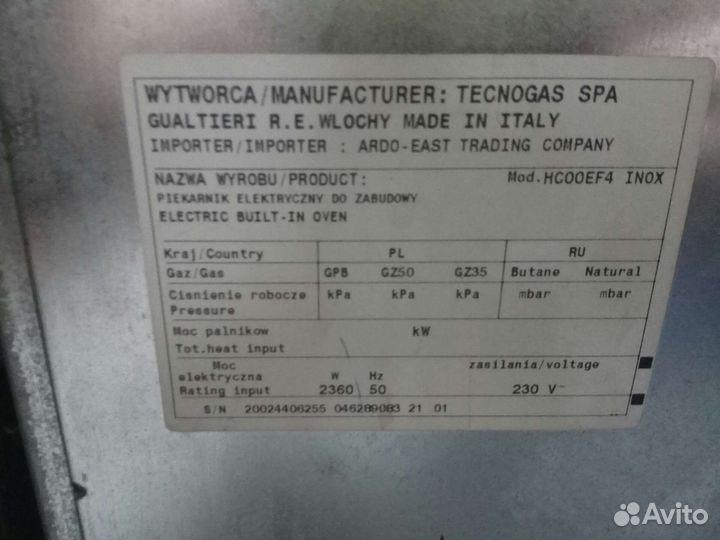 WYTWORCA/MANUFACTURER: TECNOGAS SPA
GUALTIERI R.E. WLOCHY MADE IN ITALY
IMPORTER/IMPORTER : ARDO-EAST TRADING COMPANY
NAZWA WYROBU/PRODUCT: Mod.HC00EF4 INOX
PIEKARNIK ELEKTRYCZNY DO ZABUDOWY
ELECTRIC BUILT-IN OVEN
Kraj/Country PL RU
Gaz/Gas GPB GZ50 GZ35 Butane Natural
Cisnienie robocze kPa kPa kPa mbar mbar
Pressure
Moc palnikow kW
Tot.heat input
Moc zasilania/voltage
elektryczna W Hz
Rating input 2360 50 230 V~
S/N 20024406255 046289083 21 01
Avito